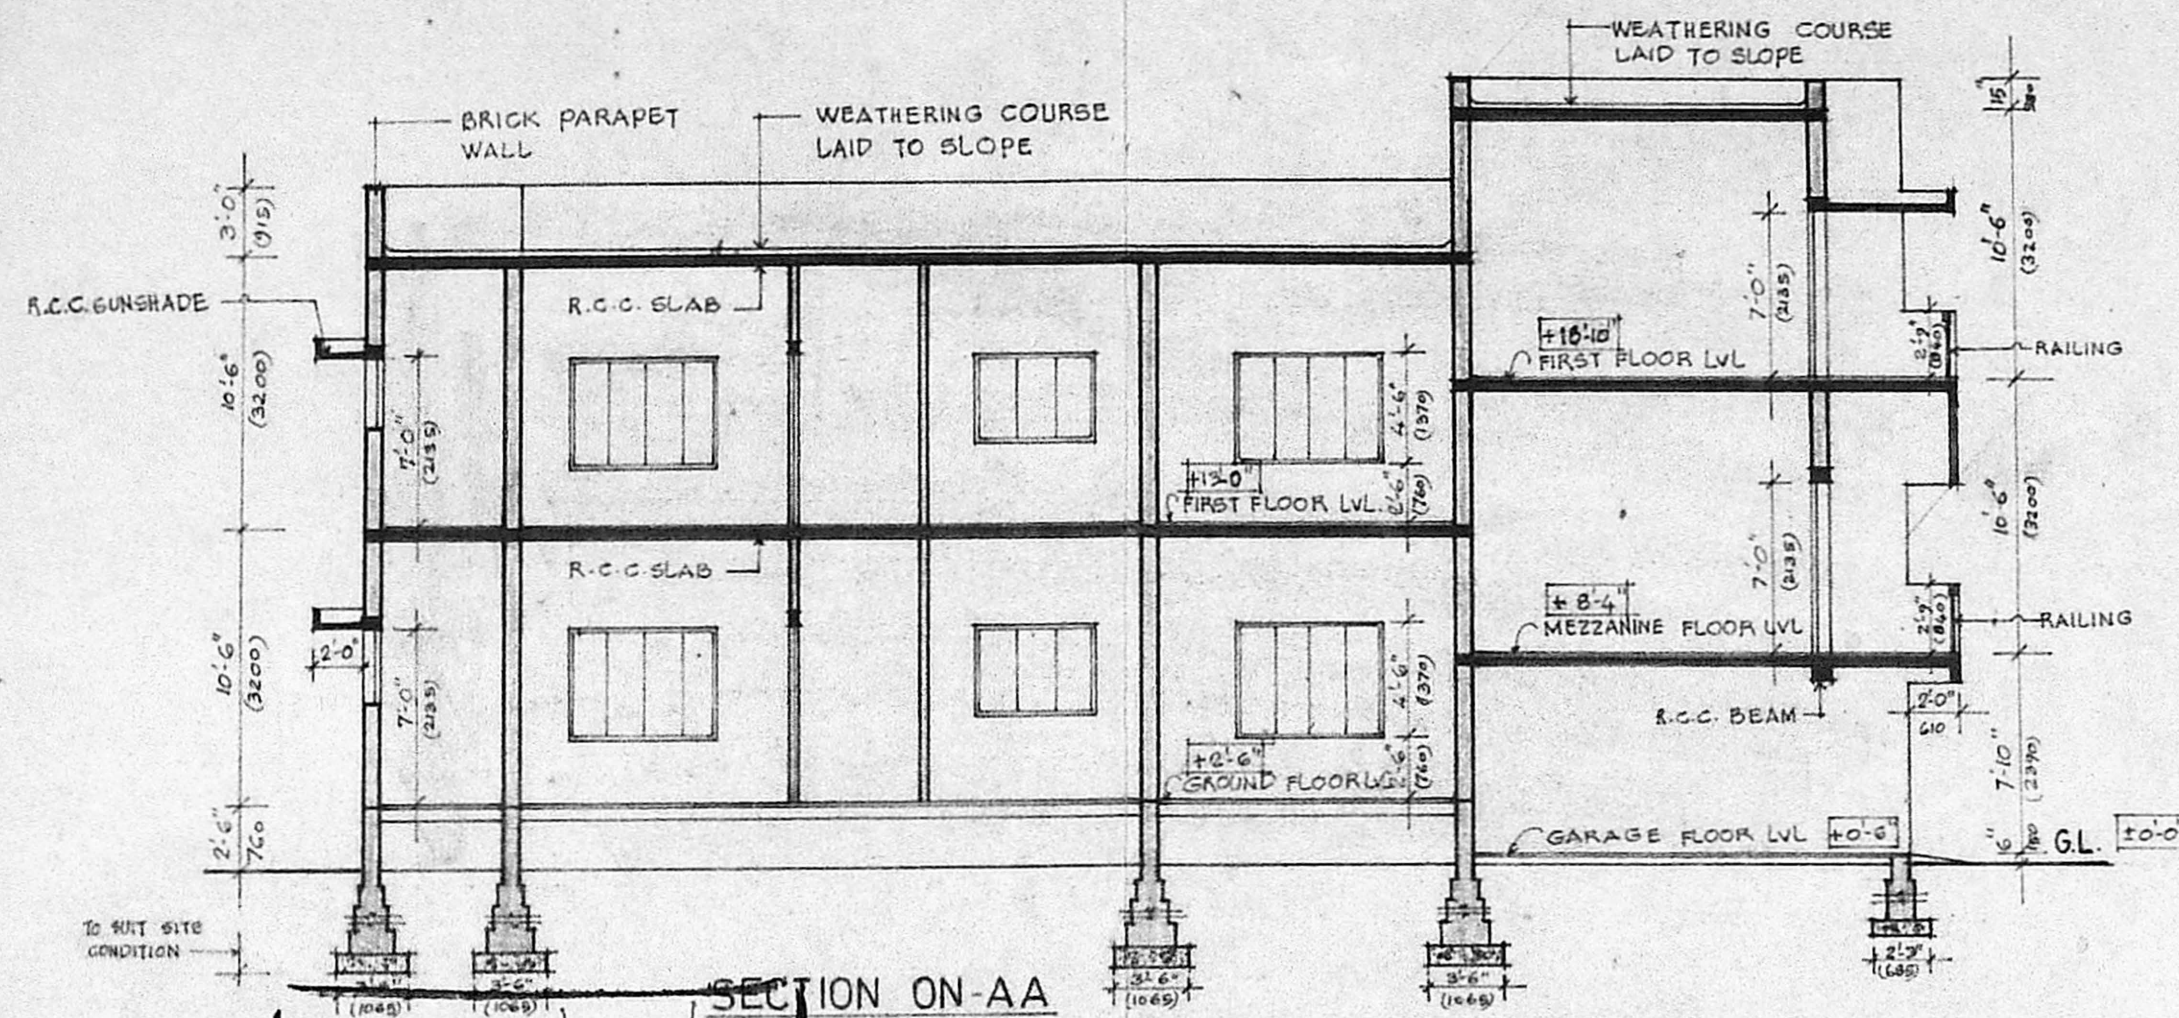 WEATHERING COURSE
LAID TO SLOPE
BRICK PARAPET
WALL
WEATHERING COURSE
LAID TO SLOPE
15"
3'-0"
(915)
R.C.C. SUNSHADE
R.C.C. SLAB
10'-6"
(3200)
7'-0"
(2135)
4'-6"
(1370)
2'-6"
(760)
+13'-0"
FIRST FLOOR LVL.
+18'-10"
FIRST FLOOR LVL
7'-0"
(2135)
10'-6"
(3200)
2'-9"
(840)
RAILING
R.C.C. SLAB
2'-0"
10'-6"
(3200)
7'-0"
(2135)
4'-6"
(1370)
2'-6"
(760)
+2'-6"
GROUND FLOOR LVL
7'-0"
(2135)
10'-6"
(3200)
+ 8'-4"
MEZZANINE FLOOR LVL
2'-9"
(840)
RAILING
R.C.C. BEAM
2'-0"
610
7'-10"
(2390)
2'-6"
760
GARAGE FLOOR LVL +0'-6"
6"
G.L. ±0'-0"
TO SUIT SITE
CONDITION
3'-6"
(1065)
3'-6"
(1065)
3'-6"
(1065)
3'-6"
(1065)
2'-3"
(685)
SECTION ON-AA